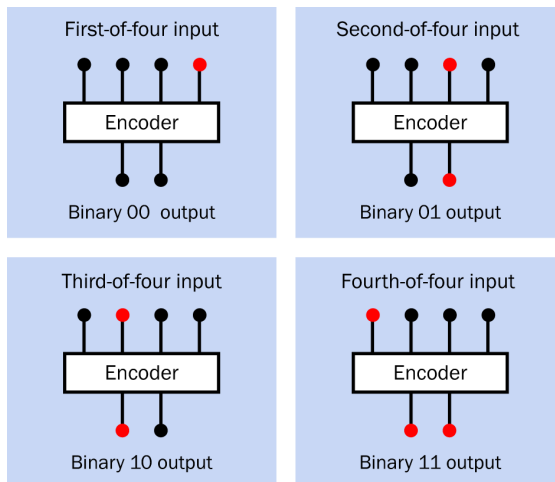 First-of-four input
Encoder
Binary 00 output
Second-of-four input
Encoder
Binary 01 output
Third-of-four input
Encoder
Binary 10 output
Fourth-of-four input
Encoder
Binary 11 output